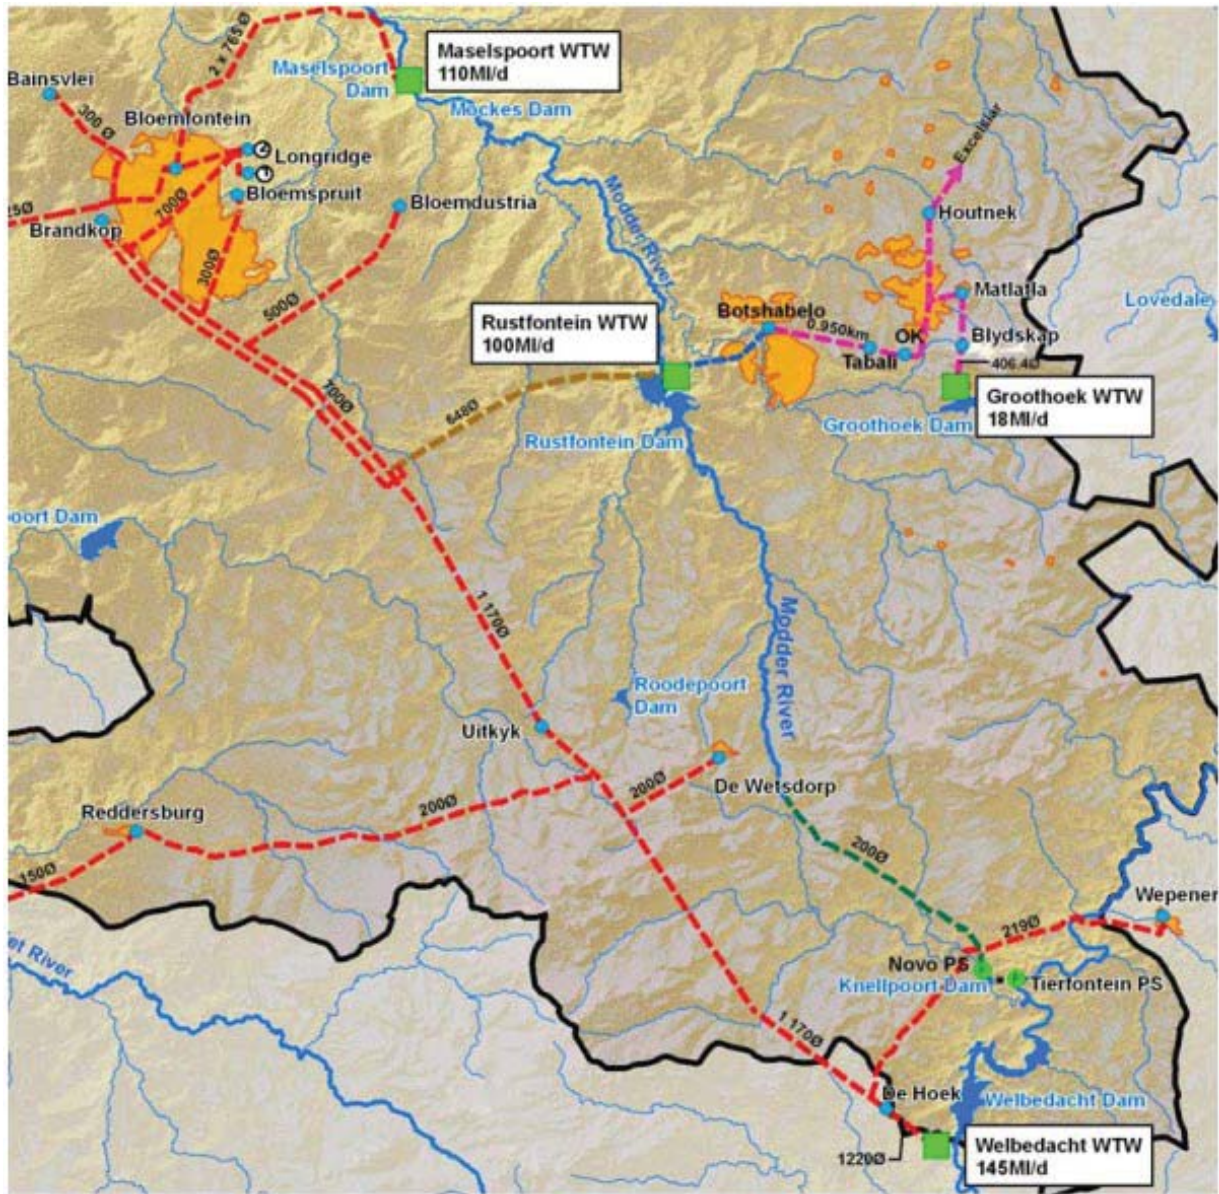 2 x 765 Ø
Maselspoort WTW
110Ml/d
Maselspoort
Dam
Bainsvlei
Mockes Dam
300 Ø
Bloemfontein
Excelsior
Longridge
Bloemspruit
Bloemdustria
Modder River
Houtnek
25Ø
700Ø
Brandkop
300Ø
500Ø
Matlatla
Lovedale
Rustfontein WTW
100Ml/d
Botshabelo
0.950km
OK
Blydskap
Tabali
406.4Ø
Groothoek WTW
18Ml/d
700Ø
648Ø
Groothoek Dam
Rustfontein Dam
oort Dam
1 170Ø
Modder River
Roodepoort
Dam
Uitkyk
De Wetsdorp
200Ø
200Ø
Reddersburg
200Ø
150Ø
Wepener
219Ø
et River
Novo PS
Knellpoort Dam
Tierfontein PS
1 170Ø
De Hoek
Welbedacht Dam
1220Ø
Welbedacht WTW
145Ml/d